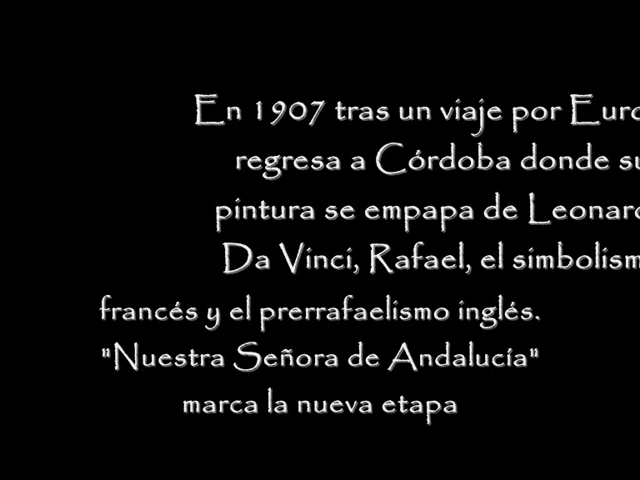 En 1907 tras un viaje por Euro
regresa a Córdoba donde su
pintura se empapa de Leonard
Da Vinci, Rafael, el simbolism
francés y el prerrafaelismo inglés.
"Nuestra Señora de Andalucía"
marca la nueva etapa